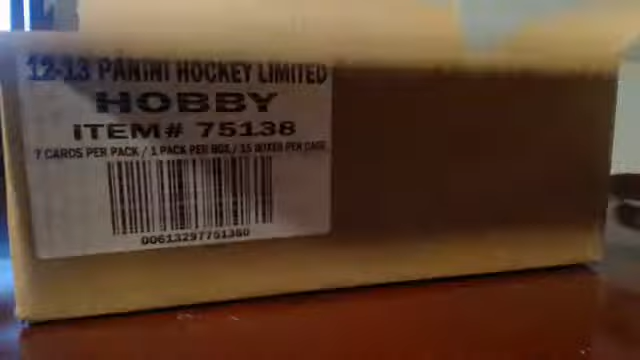 12-13 PANINI HOCKEY LIMITED
HOBBY
ITEM# 75138
7 CARDS PER PACK / 1 PACK PER BOX / 15 BOXES PER CASE
00613297751380